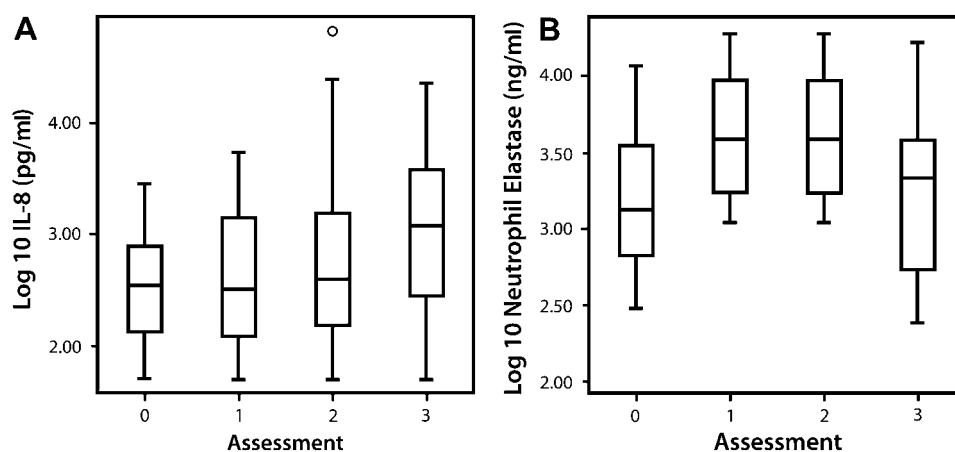 A
Log 10 IL-8 (pg/ml)
4.00
3.00
2.00
0 1 2 3
Assessment
B
Log 10 Neutrophil Elastase (ng/ml)
4.00
3.50
3.00
2.50
2.00
0 1 2 3
Assessment